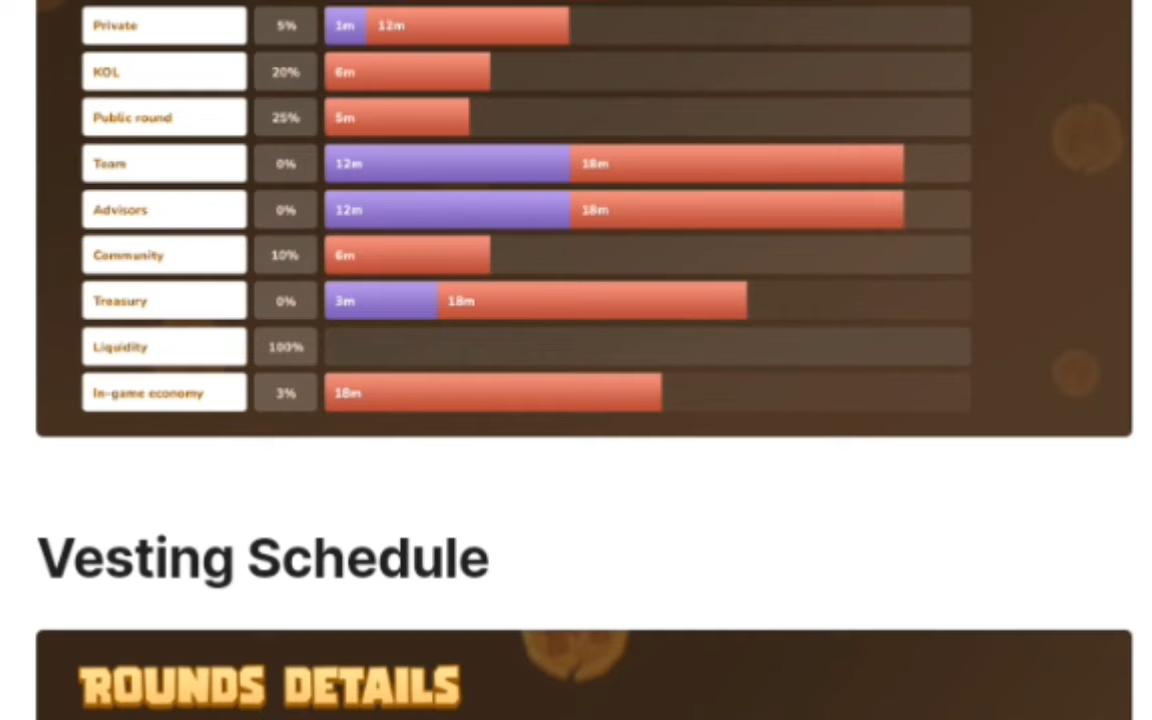 Private 5% 1m 12m
KOL 20% 6m
Public round 25% 5m
Team 0% 12m 18m
Advisors 0% 12m 18m
Community 10% 6m
Treasury 0% 3m 18m
Liquidity 100%
In-game economy 3% 18m
Vesting Schedule
ROUNDS DETAILS